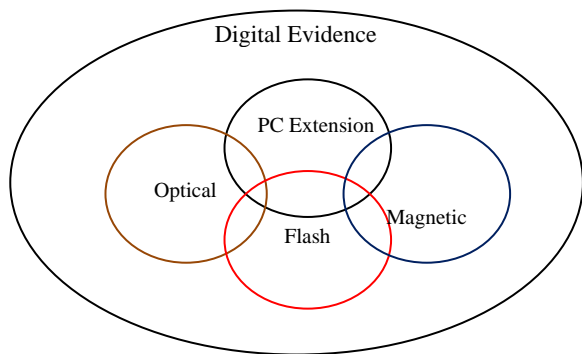 Digital Evidence
PC Extension
Optical
Magnetic
Flash